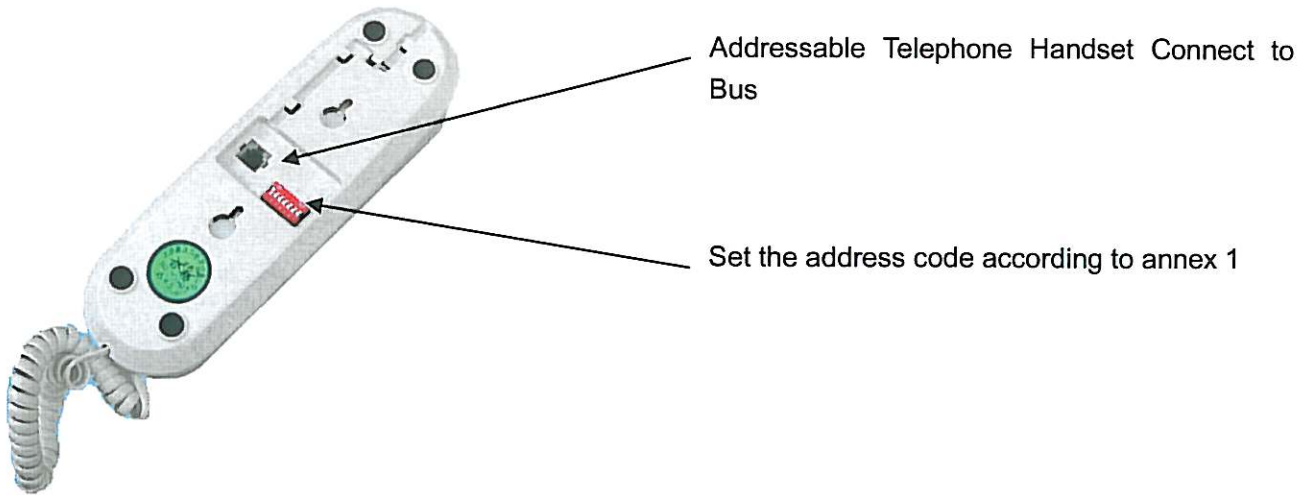 Addressable Telephone Handset Connect to
Bus
Set the address code according to annex 1